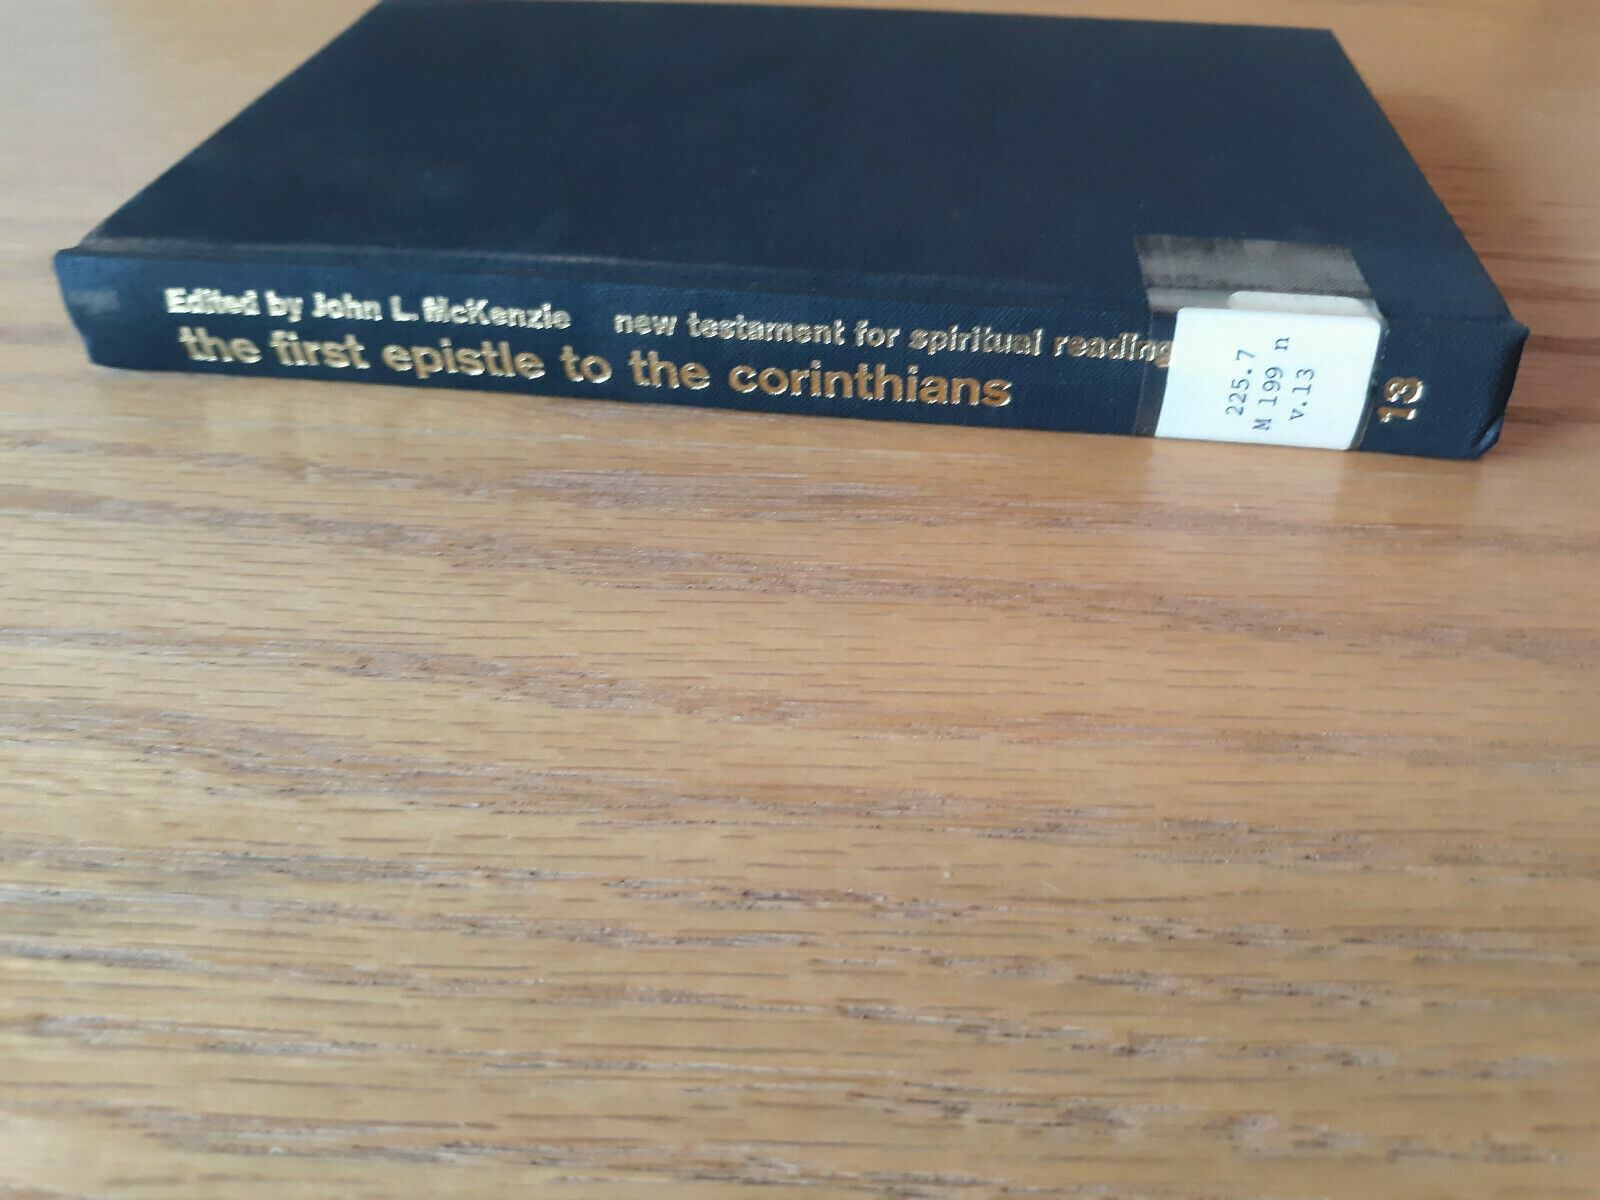 Edited by John L. McKenzie
new testament for spiritual reading
the first epistle to the corinthians
225.7
M 199 n
v.13
13